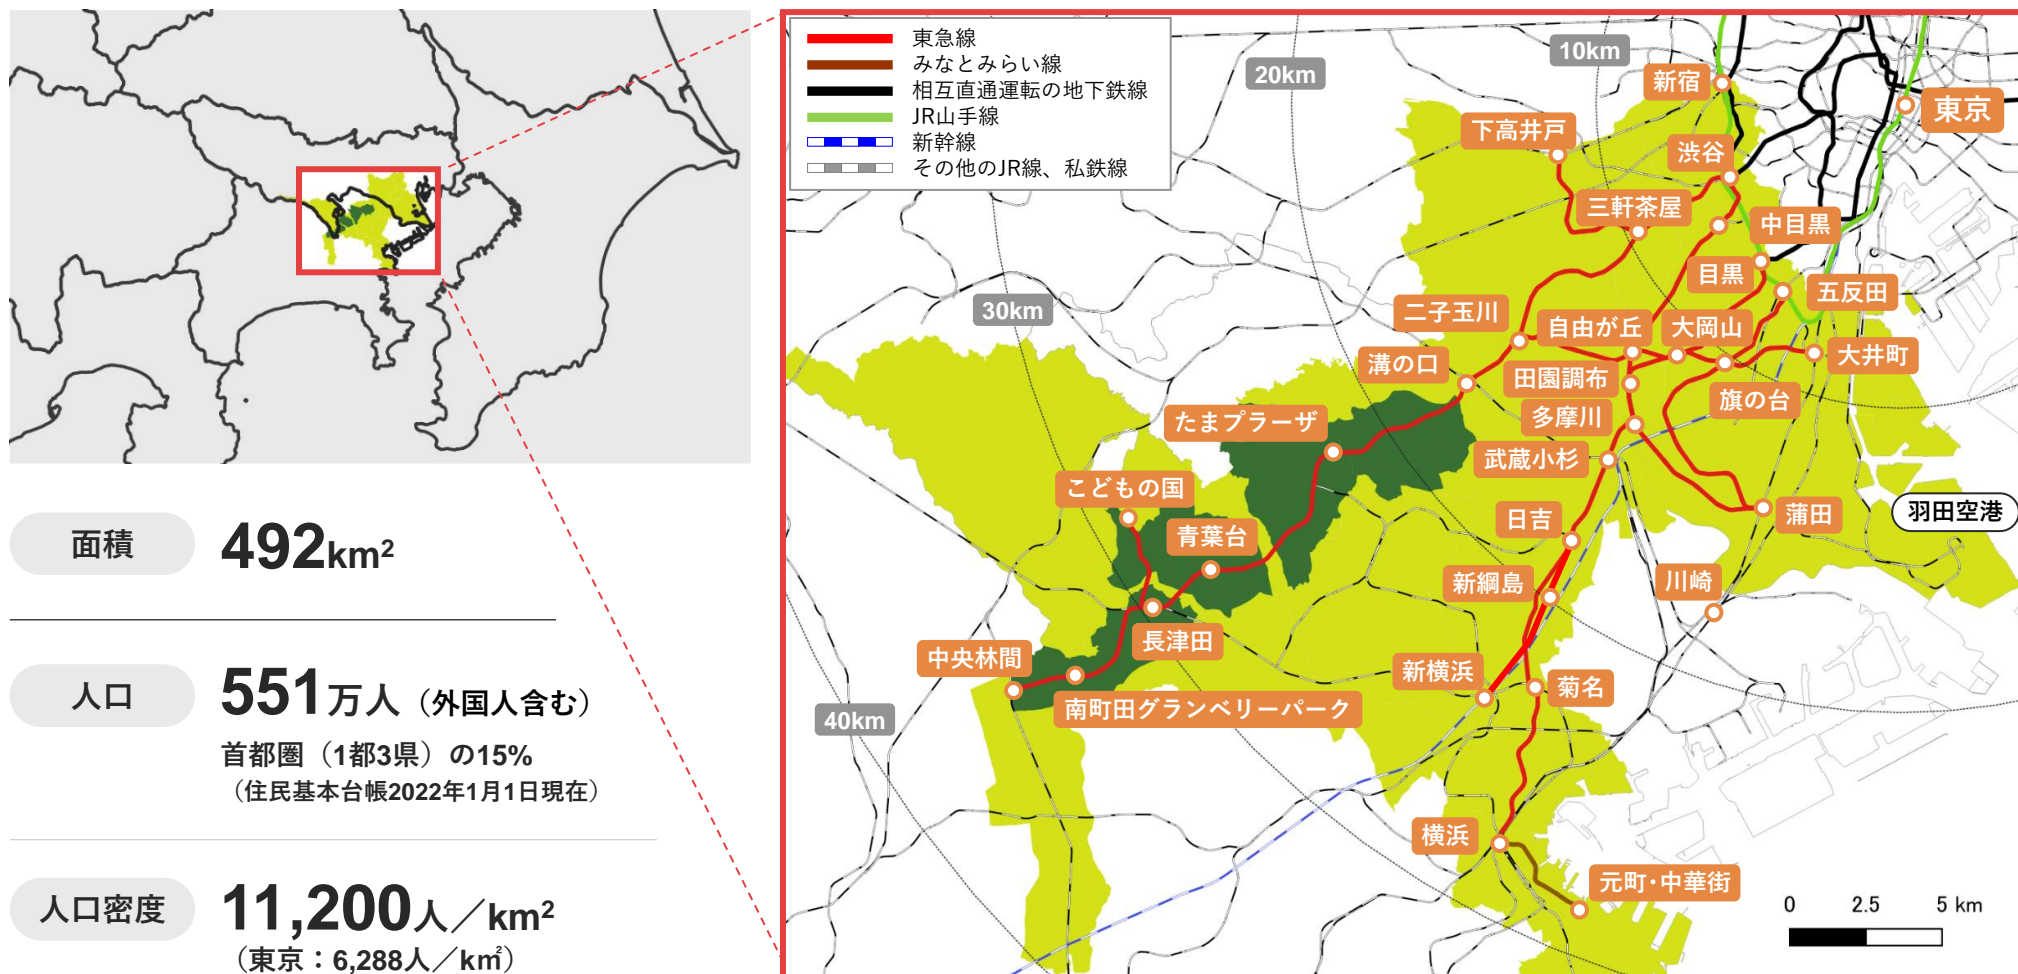 面積
492km²
人口
551万人（外国人含む）
首都圏（1都3県）の15%
（住民基本台帳2022年1月1日現在）
人口密度
11,200人／km²
（東京：6,288人／k㎡）
東急線
みなとみらい線
相互直通運転の地下鉄線
JR山手線
新幹線
その他のJR線、私鉄線
10km
20km
新宿
東京
下高井戸
渋谷
三軒茶屋
中目黒
目黒
30km
二子玉川
自由が丘
大岡山
五反田
溝の口
田園調布
大井町
旗の台
たまプラーザ
多摩川
武蔵小杉
こどもの国
日吉
蒲田
羽田空港
青葉台
新綱島
川崎
長津田
中央林間
新横浜
菊名
南町田グランベリーパーク
40km
横浜
元町・中華街
0 2.5 5 km